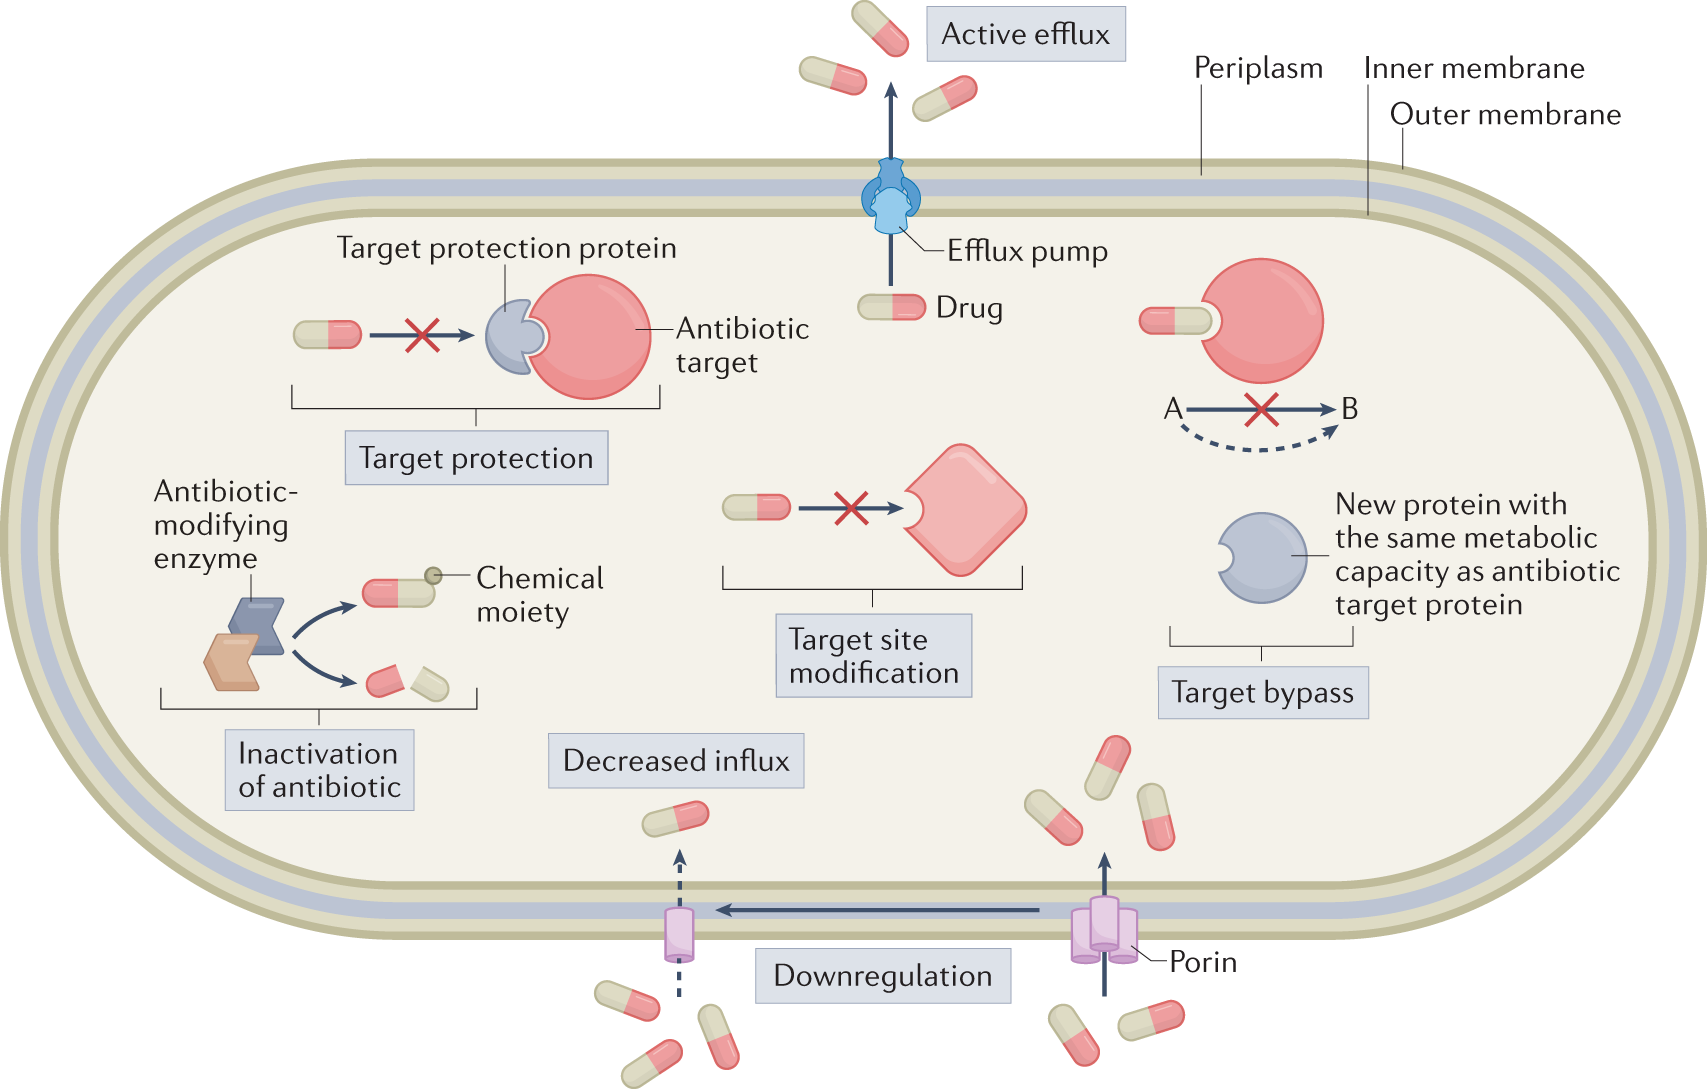 Active efflux
Periplasm
Inner membrane
Outer membrane
Target protection protein
Efflux pump
Drug
Antibiotic
target
A
B
Target protection
Antibiotic-
modifying
enzyme
Chemical
moiety
New protein with
the same metabolic
capacity as antibiotic
target protein
Target site
modification
Target bypass
Inactivation
of antibiotic
Decreased influx
Downregulation
Porin